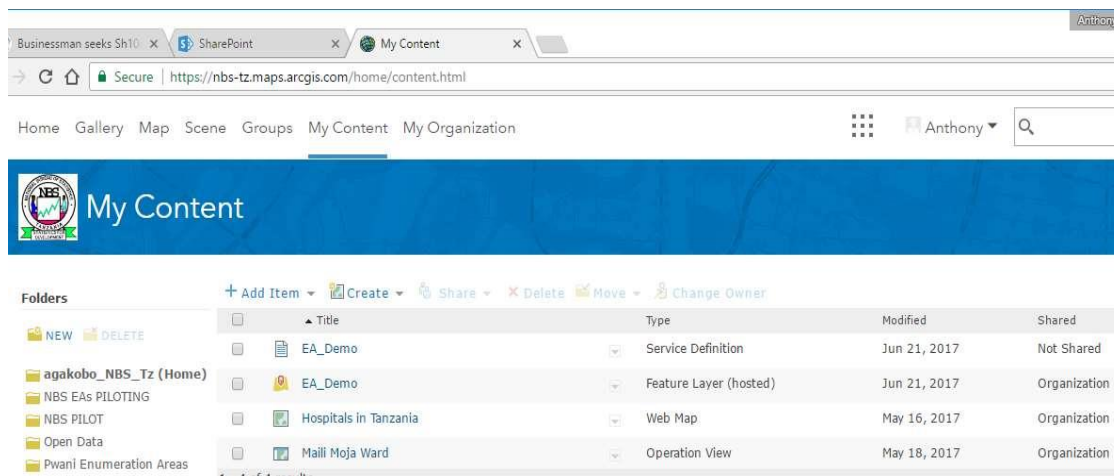 Anthony
Businessman seeks Sh10 SharePoint My Content
Secure | https://nbs-tz.maps.arcgis.com/home/content.html
Home Gallery Map Scene Groups My Content My Organization Anthony
NBS My Content
TANZANIA
Folders
+ Add Item Create Share Delete Move Change Owner
NEW DELETE
Title Type Modified Shared
EA_Demo Service Definition Jun 21, 2017 Not Shared
agakobo_NBS_Tz (Home)
EA_Demo Feature Layer (hosted) Jun 21, 2017 Organization
NBS EAs PILOTING
NBS PILOT
Hospitals in Tanzania Web Map May 16, 2017 Organization
Open Data
Maili Moja Ward Operation View May 18, 2017 Organization
Pwani Enumeration Areas